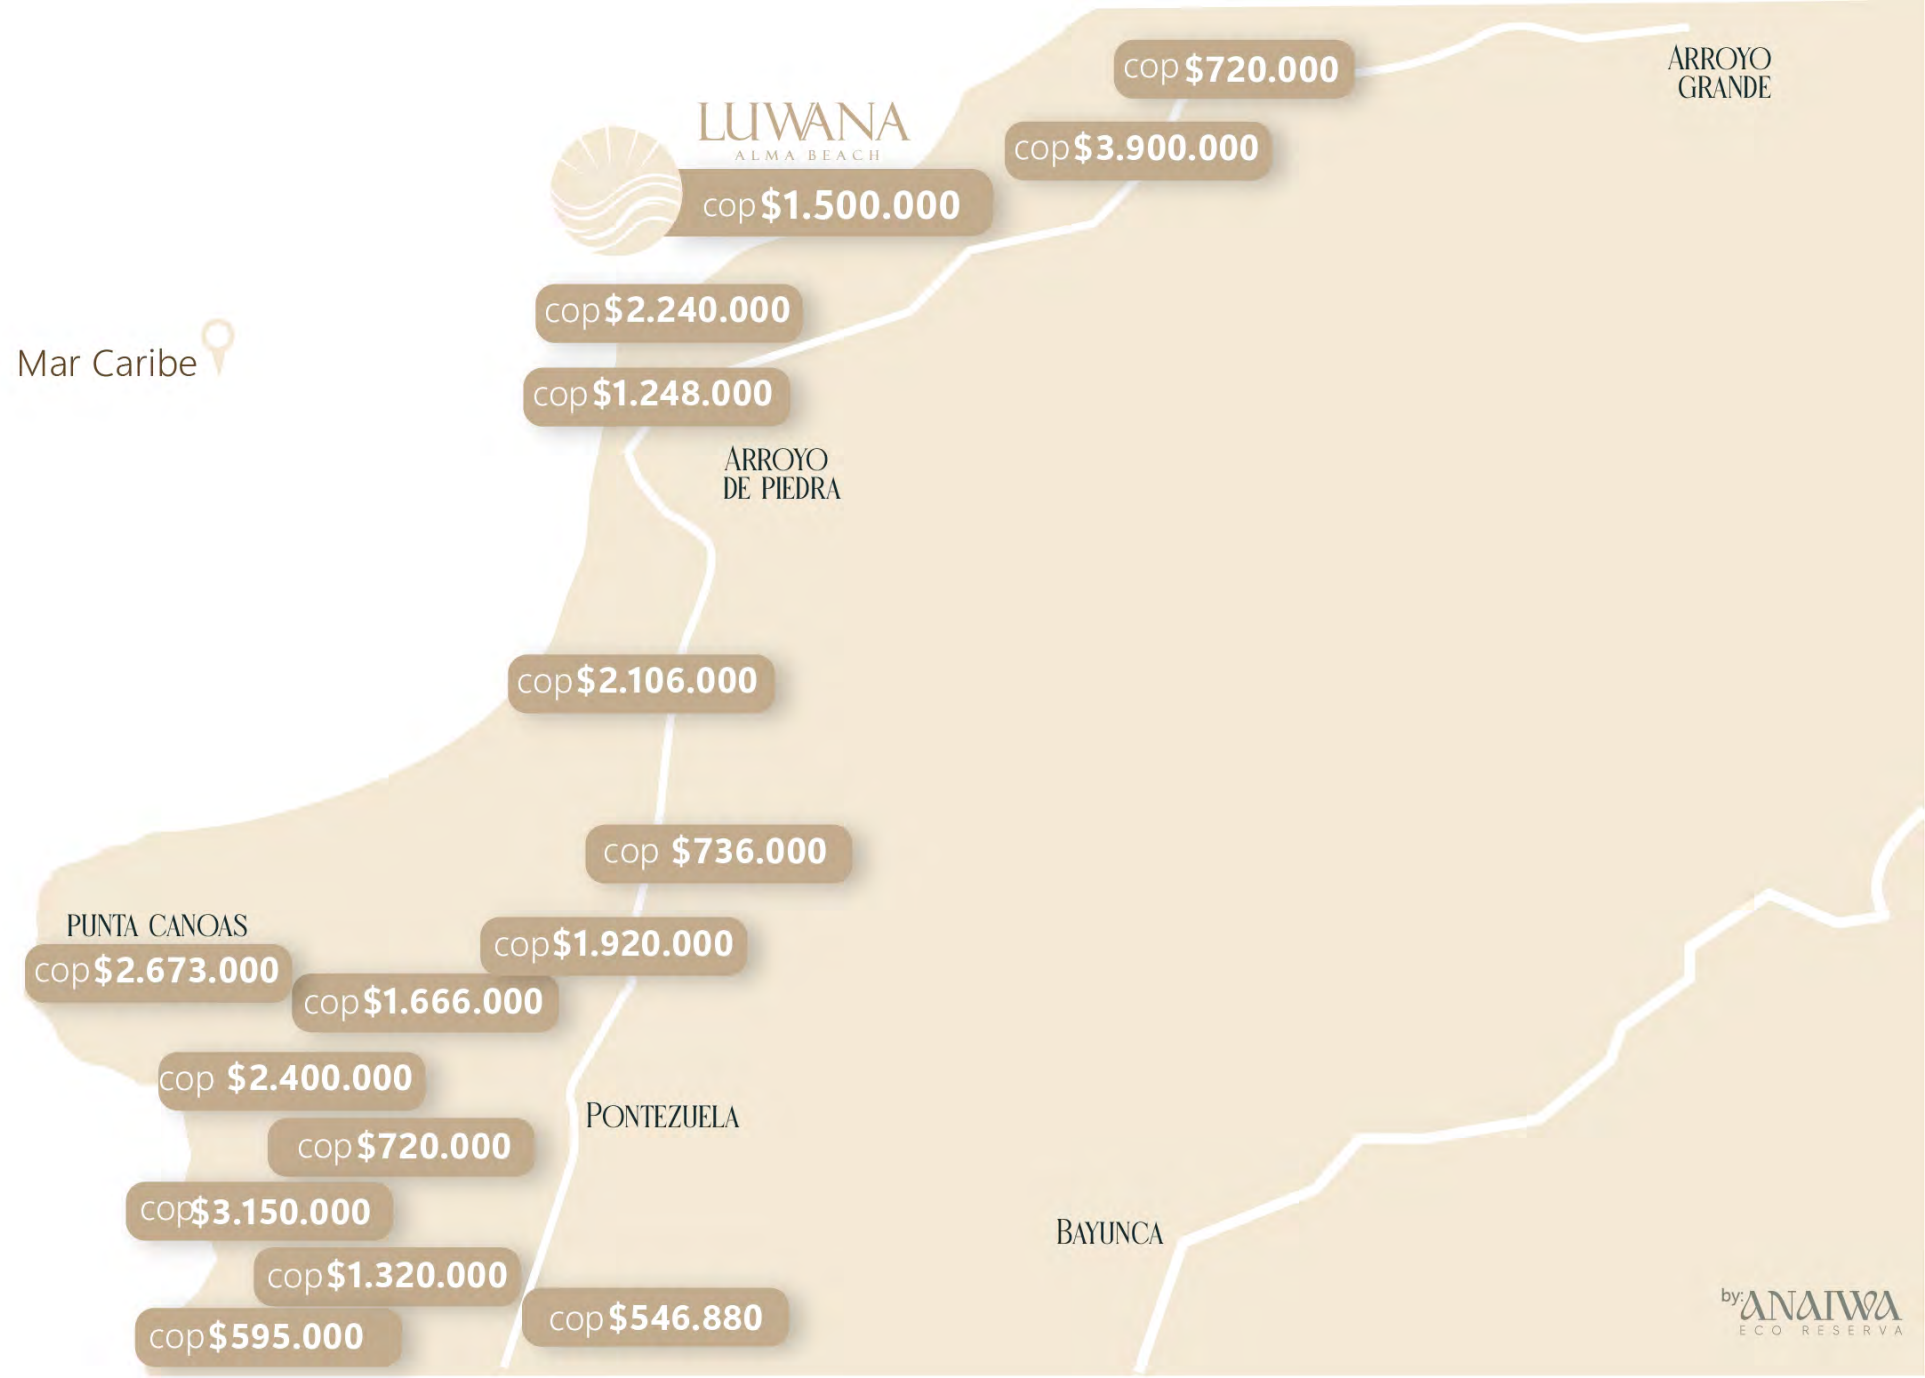 ARROYO
GRANDE
cop $720.000
LUWANA
ALMA BEACH
cop $3.900.000
cop $1.500.000
cop $2.240.000
Mar Caribe
cop $1.248.000
ARROYO
DE PIEDRA
cop $2.106.000
cop $736.000
PUNTA CANOAS
cop $1.920.000
cop $2.673.000
cop $1.666.000
cop $2.400.000
PONTEZUELA
cop $720.000
cop $3.150.000
BAYUNCA
cop $1.320.000
cop $546.880
cop $595.000
by: ANAIWA
ECO RESERVA